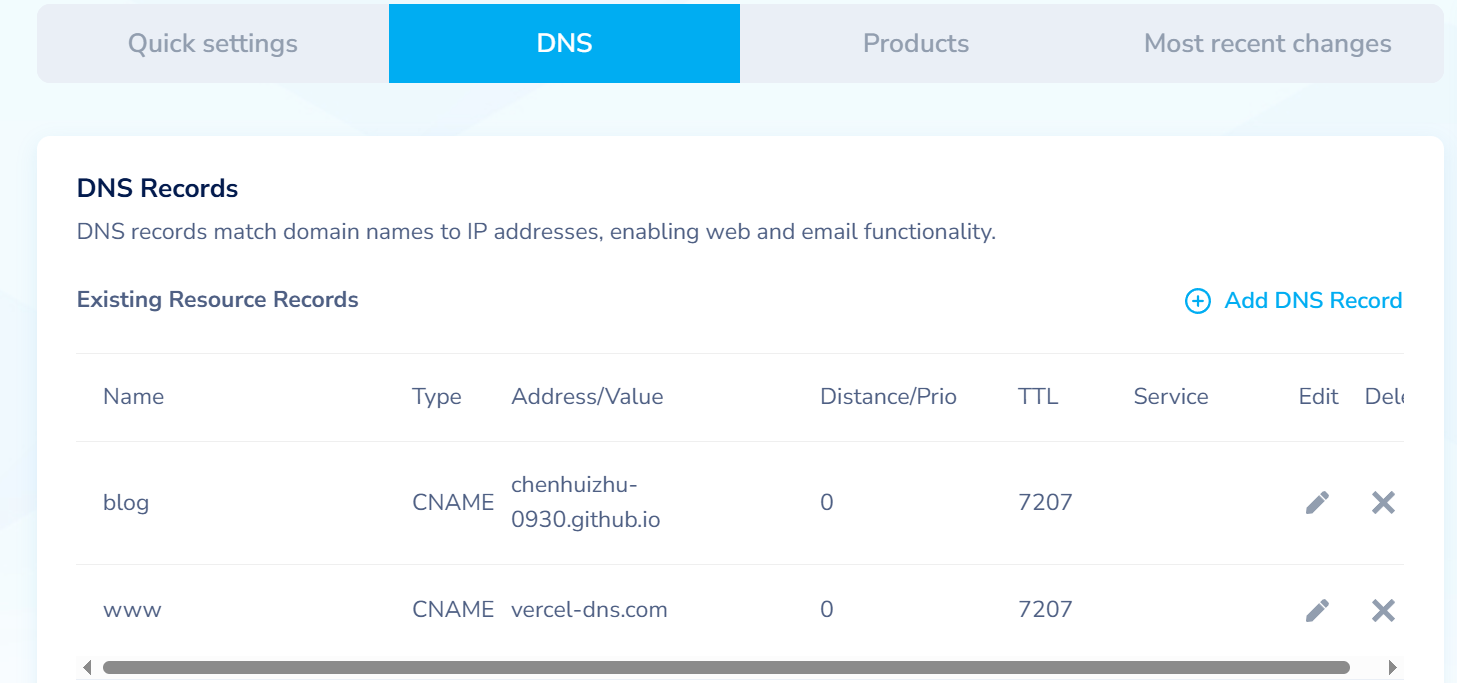 Quick settings DNS Products Most recent changes
DNS Records
DNS records match domain names to IP addresses, enabling web and email functionality.
Existing Resource Records Add DNS Record
Name Type Address/Value Distance/Prio TTL Service Edit Dele
blog CNAME chenhuizhu-
0930.github.io 0 7207
www CNAME vercel-dns.com 0 7207